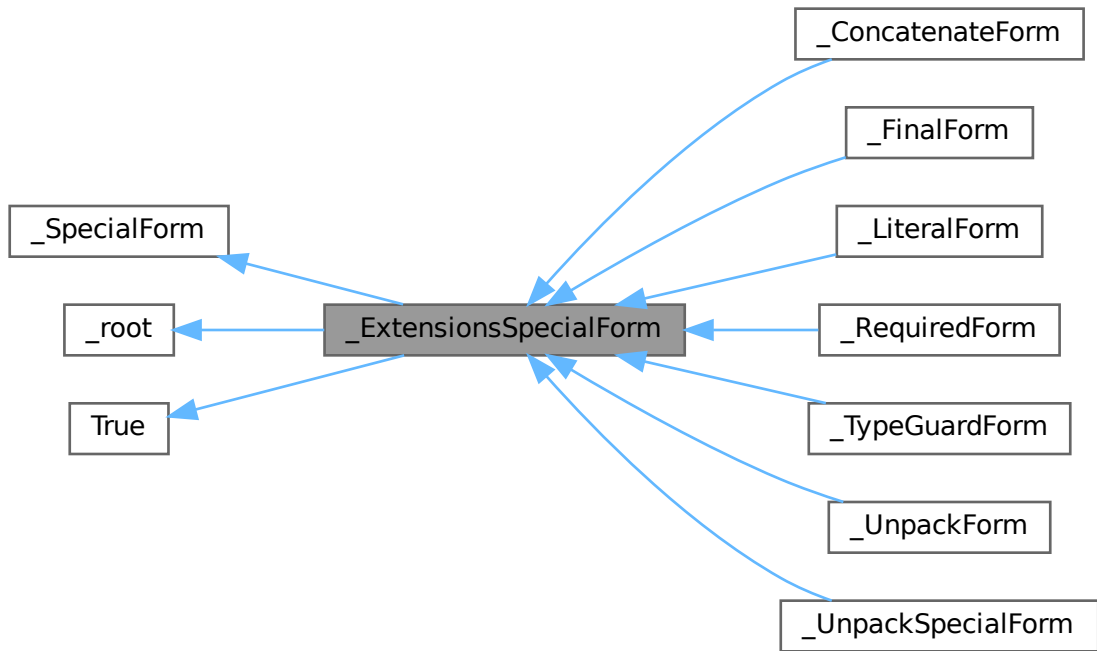 _SpecialForm
_root
True
_ExtensionsSpecialForm
_ConcatenateForm
_FinalForm
_LiteralForm
_RequiredForm
_TypeGuardForm
_UnpackForm
_UnpackSpecialForm